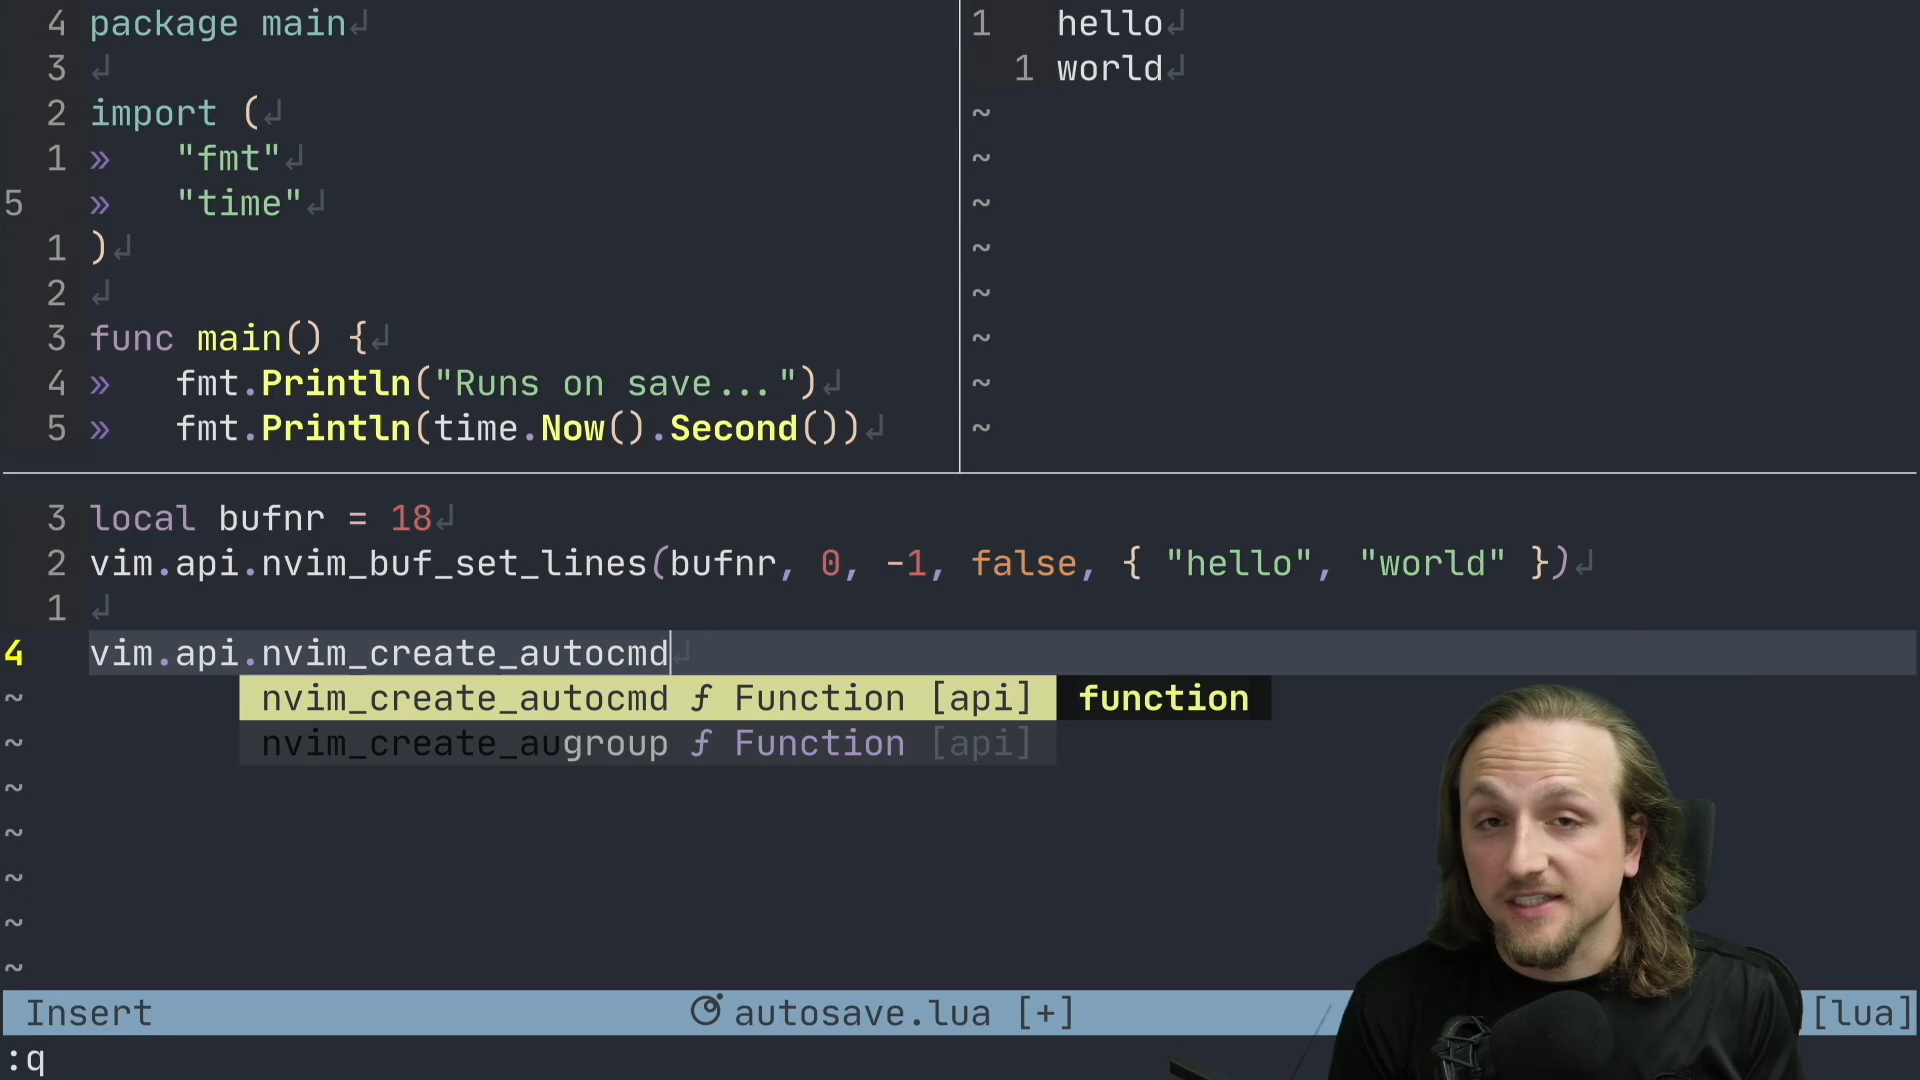 4 package main↲
3 ↲
2 import (↲
1 »   "fmt"↲
5 »   "time"↲
1 )↲
2 ↲
3 func main() {↲
4 »   fmt.Println("Runs on save...")↲
5 »   fmt.Println(time.Now().Second())↲
1 hello↲
1 world↲
~
~
~
~
~
~
~
~
3 local bufnr = 18↲
2 vim.api.nvim_buf_set_lines(bufnr, 0, -1, false, { "hello", "world" })↲
1 ↲
4 vim.api.nvim_create_autocmd↲
~ nvim_create_autocmd ƒ Function [api] function
~ nvim_create_augroup ƒ Function [api]
~
~
~
~
~
Insert autosave.lua [+] [lua]
:q